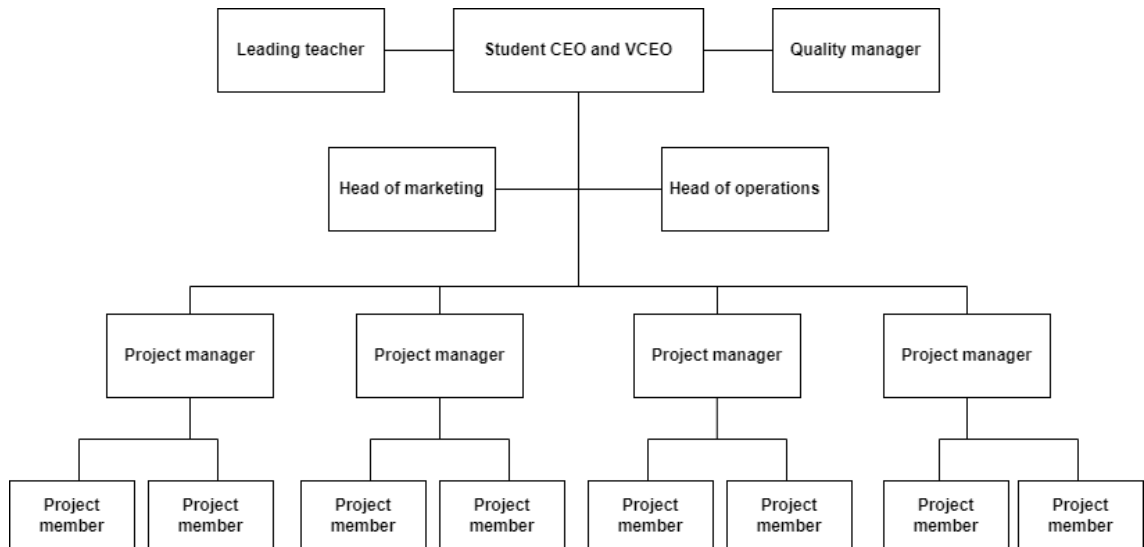 Leading teacher
Student CEO and VCEO
Quality manager
Head of marketing
Head of operations
Project manager
Project manager
Project manager
Project manager
Project
member
Project
member
Project
member
Project
member
Project
member
Project
member
Project
member
Project
member